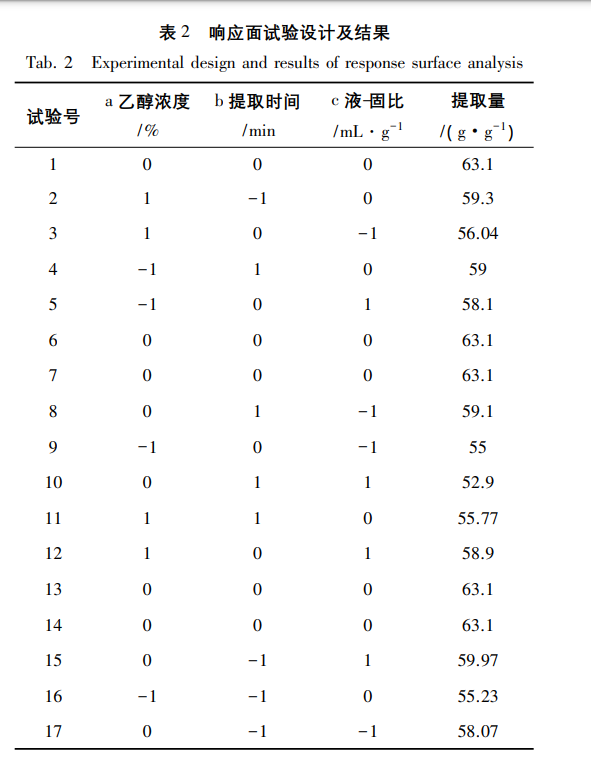 表 2 响应面试验设计及结果
Tab. 2 Experimental design and results of response surface analysis
试验号 a 乙醇浓度 /% b 提取时间 /min c 液-固比 /mL·g⁻¹ 提取量 /(g·g⁻¹)
1 0 0 0 63.1
2 1 −1 0 59.3
3 1 0 −1 56.04
4 −1 1 0 59
5 −1 0 1 58.1
6 0 0 0 63.1
7 0 0 0 63.1
8 0 1 −1 59.1
9 −1 0 −1 55
10 0 1 1 52.9
11 1 1 0 55.77
12 1 0 1 58.9
13 0 0 0 63.1
14 0 0 0 63.1
15 0 −1 1 59.97
16 −1 −1 0 55.23
17 0 −1 −1 58.07